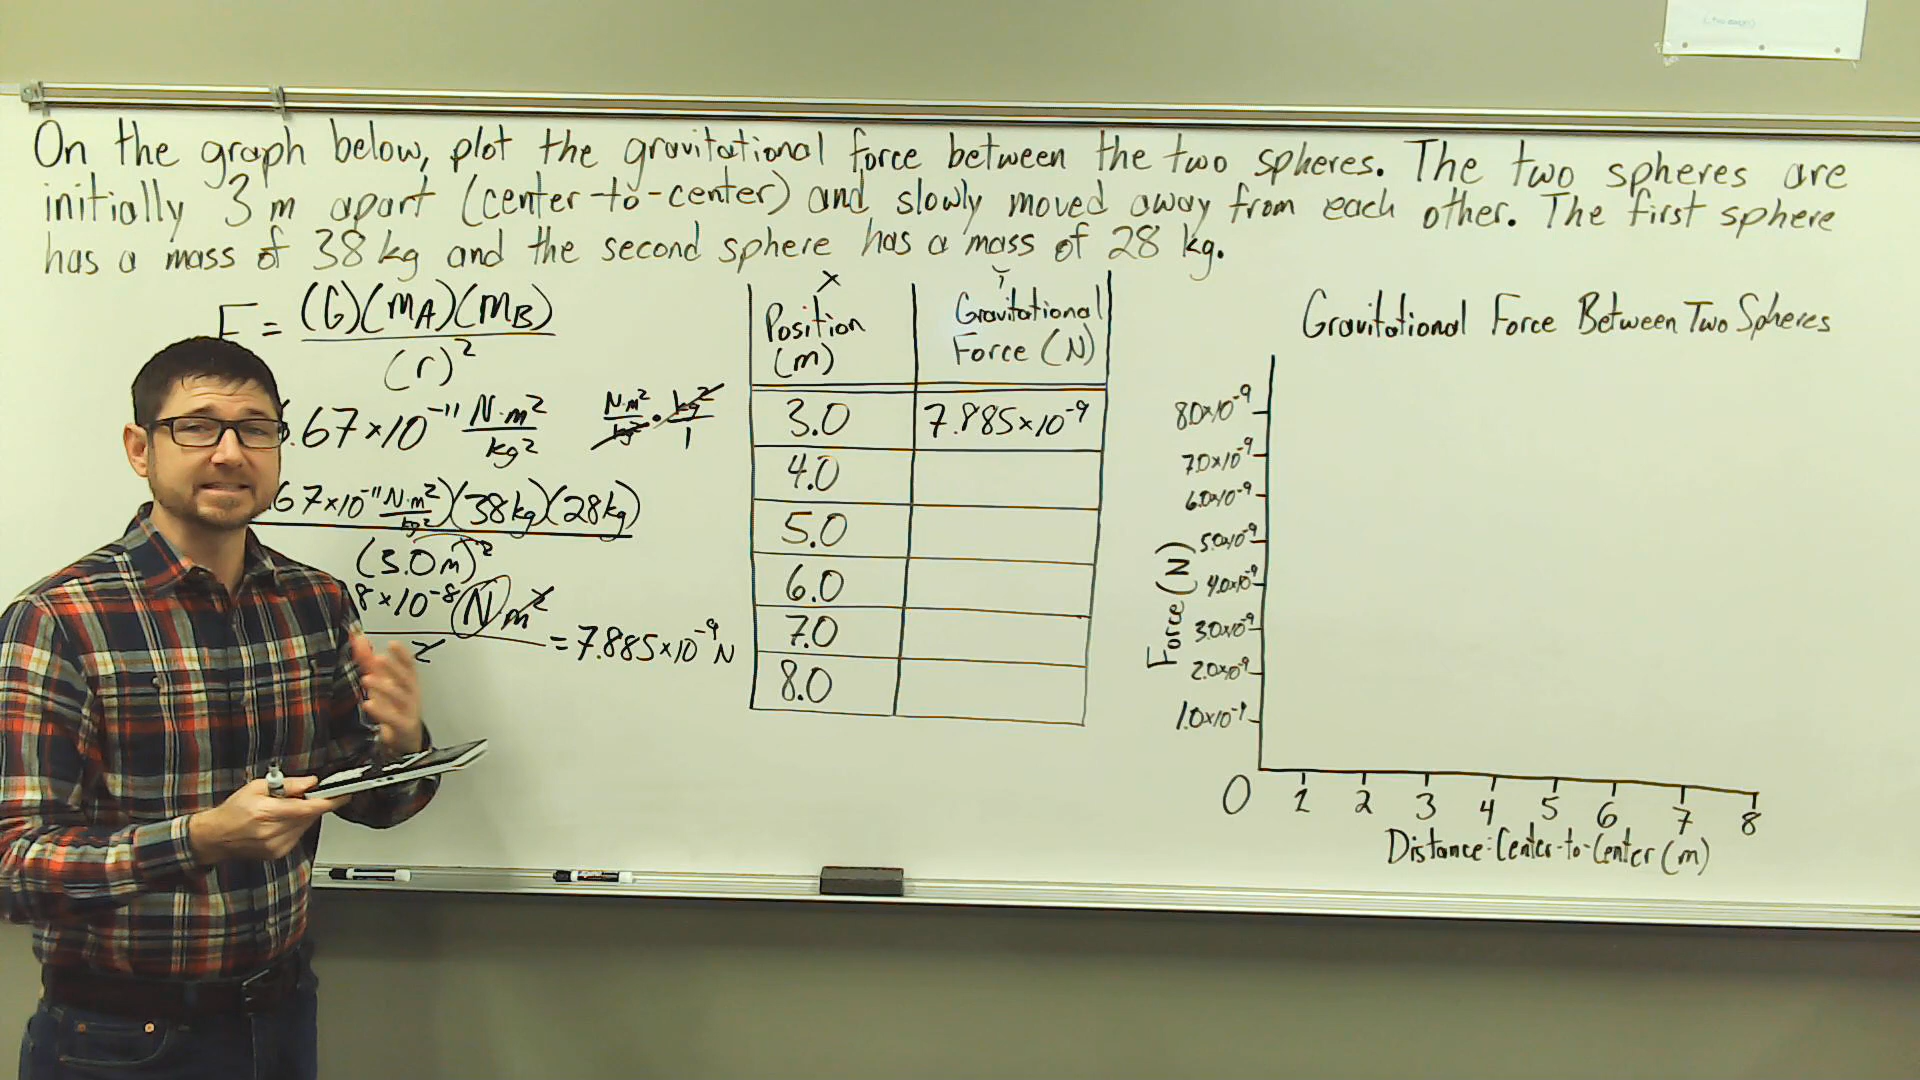 On the graph below, plot the gravitational force between the two spheres. The two spheres are
initially 3 m apart (center-to-center) and slowly moved away from each other. The first sphere
has a mass of 38 kg and the second sphere has a mass of 28 kg.
F = (G)(mA)(mB)
(r)²
6.67×10⁻¹¹ N·m²
kg²
N·m² · kg²
kg² 1
67×10⁻¹¹ N·m²)(38kg)(28kg)
kg²
(3.0m)²
8×10⁻⁸ N m²
= 7.885×10⁻⁹ N
x
Position
(m)
y
Gravitational
Force (N)
3.0 7.885×10⁻⁹
4.0
5.0
6.0
7.0
8.0
Gravitational Force Between Two Spheres
8.0×10⁻⁹
7.0×10⁻⁹
6.0×10⁻⁹
5.0×10⁻⁹
4.0×10⁻⁹
3.0×10⁻⁹
2.0×10⁻⁹
1.0×10⁻⁹
Force (N)
0 1 2 3 4 5 6 7 8
Distance: Center-to-Center (m)